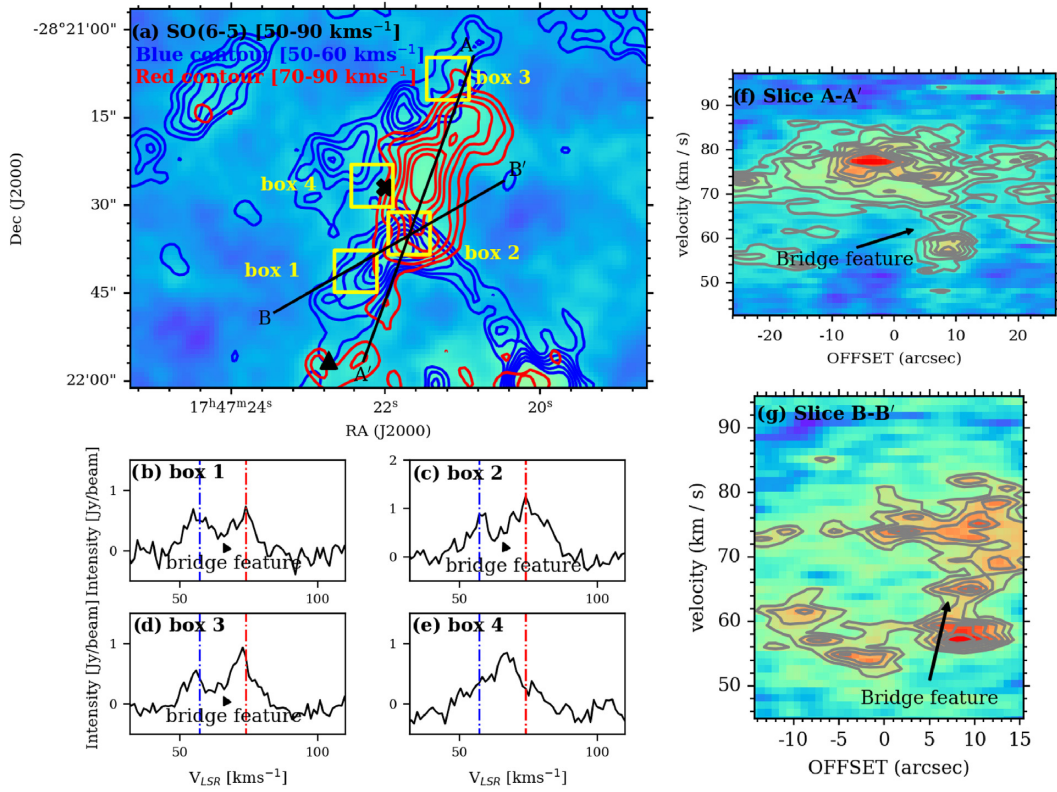 (a) SO(6-5) [50-90 kms⁻¹]
Blue contour [50-60 kms⁻¹]
Red contour [70-90 kms⁻¹]
A
box 3
box 4
B′
box 1
box 2
B
A′
-28°21'00"
15"
30"
45"
22'00"
Dec (J2000)
17ʰ47ᵐ24ˢ
22ˢ
20ˢ
RA (J2000)
(b) box 1
bridge feature
1
0
50
100
Intensity [Jy/beam]
(c) box 2
bridge feature
2
1
0
50
100
(d) box 3
bridge feature
1
0
50
100
Intensity [Jy/beam]
V_LSR [kms⁻¹]
(e) box 4
1
0
50
100
V_LSR [kms⁻¹]
(f) Slice A-A′
Bridge feature
90
80
70
60
50
velocity (km / s)
-20
-10
0
10
20
OFFSET (arcsec)
(g) Slice B-B′
Bridge feature
90
80
70
60
50
velocity (km / s)
-10
-5
0
5
10
15
OFFSET (arcsec)